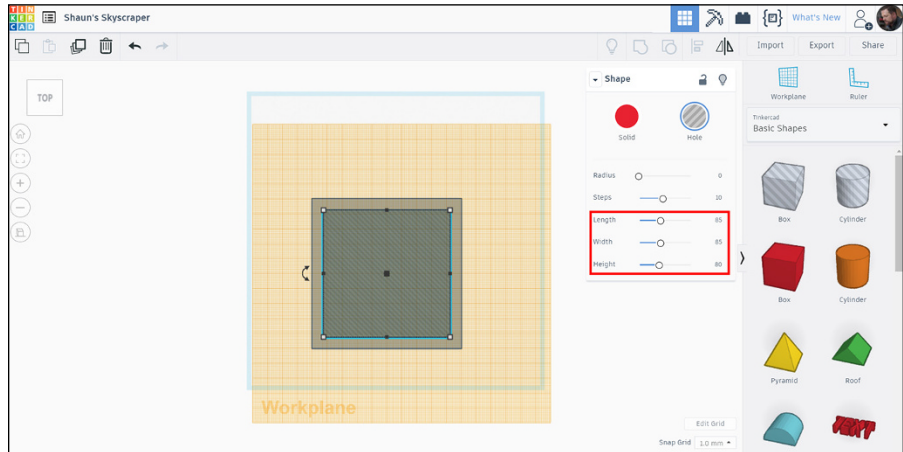 TIN
KER
CAD
Shaun's Skyscraper
What's New
Import
Export
Share
TOP
Shape
Solid
Hole
Radius 0
Steps 10
Length 85
Width 85
Height 80
Workplane
Ruler
Tinkercad
Basic Shapes
Box
Cylinder
Box
Cylinder
Pyramid
Roof
TEXT
Workplane
Edit Grid
Snap Grid 1.0 mm